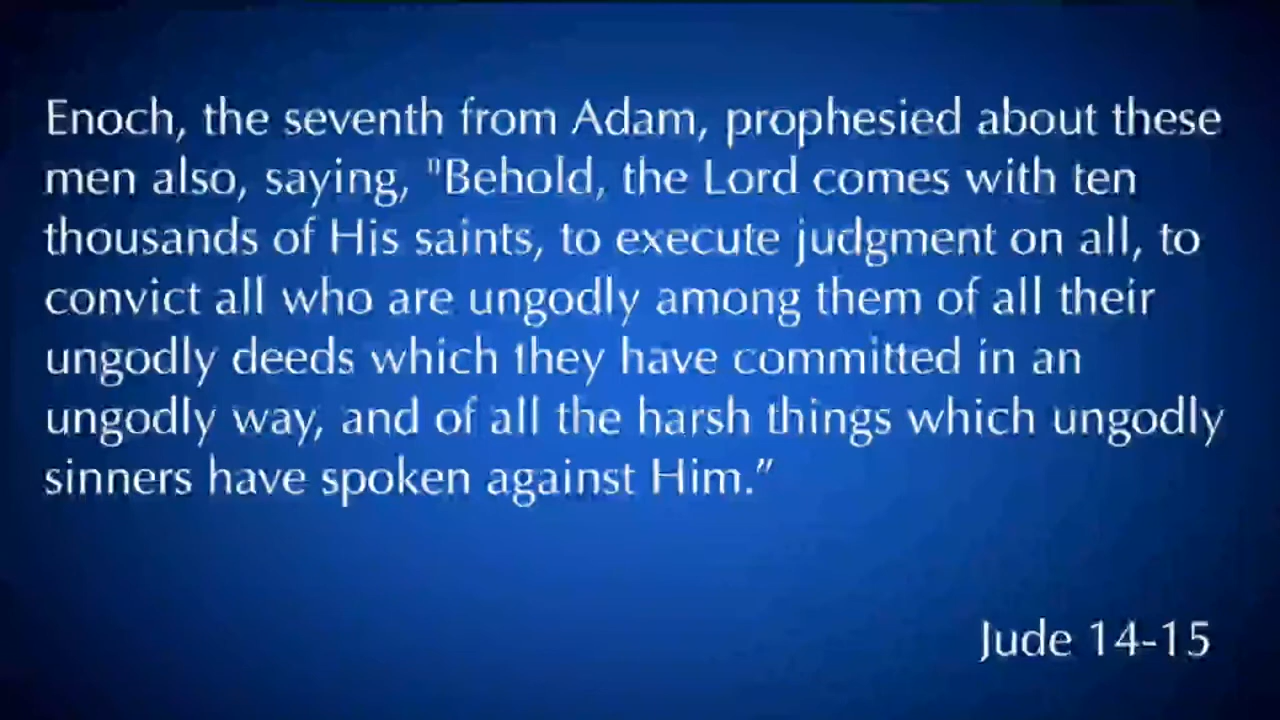 Enoch, the seventh from Adam, prophesied about these
men also, saying, "Behold, the Lord comes with ten
thousands of His saints, to execute judgment on all, to
convict all who are ungodly among them of all their
ungodly deeds which they have committed in an
ungodly way, and of all the harsh things which ungodly
sinners have spoken against Him.”
Jude 14-15